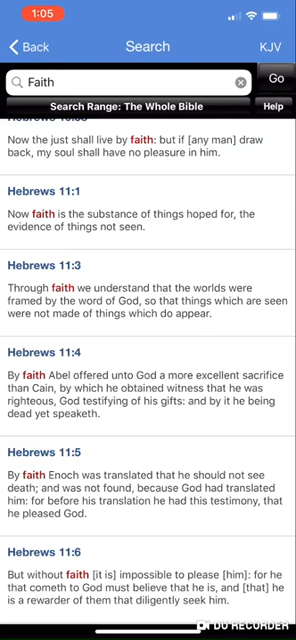 1:05
Back
Search
KJV
Faith
Go
Search Range: The Whole Bible
Help
Now the just shall live by faith: but if [any man] draw
back, my soul shall have no pleasure in him.
Hebrews 11:1
Now faith is the substance of things hoped for, the
evidence of things not seen.
Hebrews 11:3
Through faith we understand that the worlds were
framed by the word of God, so that things which are seen
were not made of things which do appear.
Hebrews 11:4
By faith Abel offered unto God a more excellent sacrifice
than Cain, by which he obtained witness that he was
righteous, God testifying of his gifts: and by it he being
dead yet speaketh.
Hebrews 11:5
By faith Enoch was translated that he should not see
death; and was not found, because God had translated
him: for before his translation he had this testimony, that
he pleased God.
Hebrews 11:6
But without faith [it is] impossible to please [him]: for he
that cometh to God must believe that he is, and [that] he
is a rewarder of them that diligently seek him.
DU RECORDER